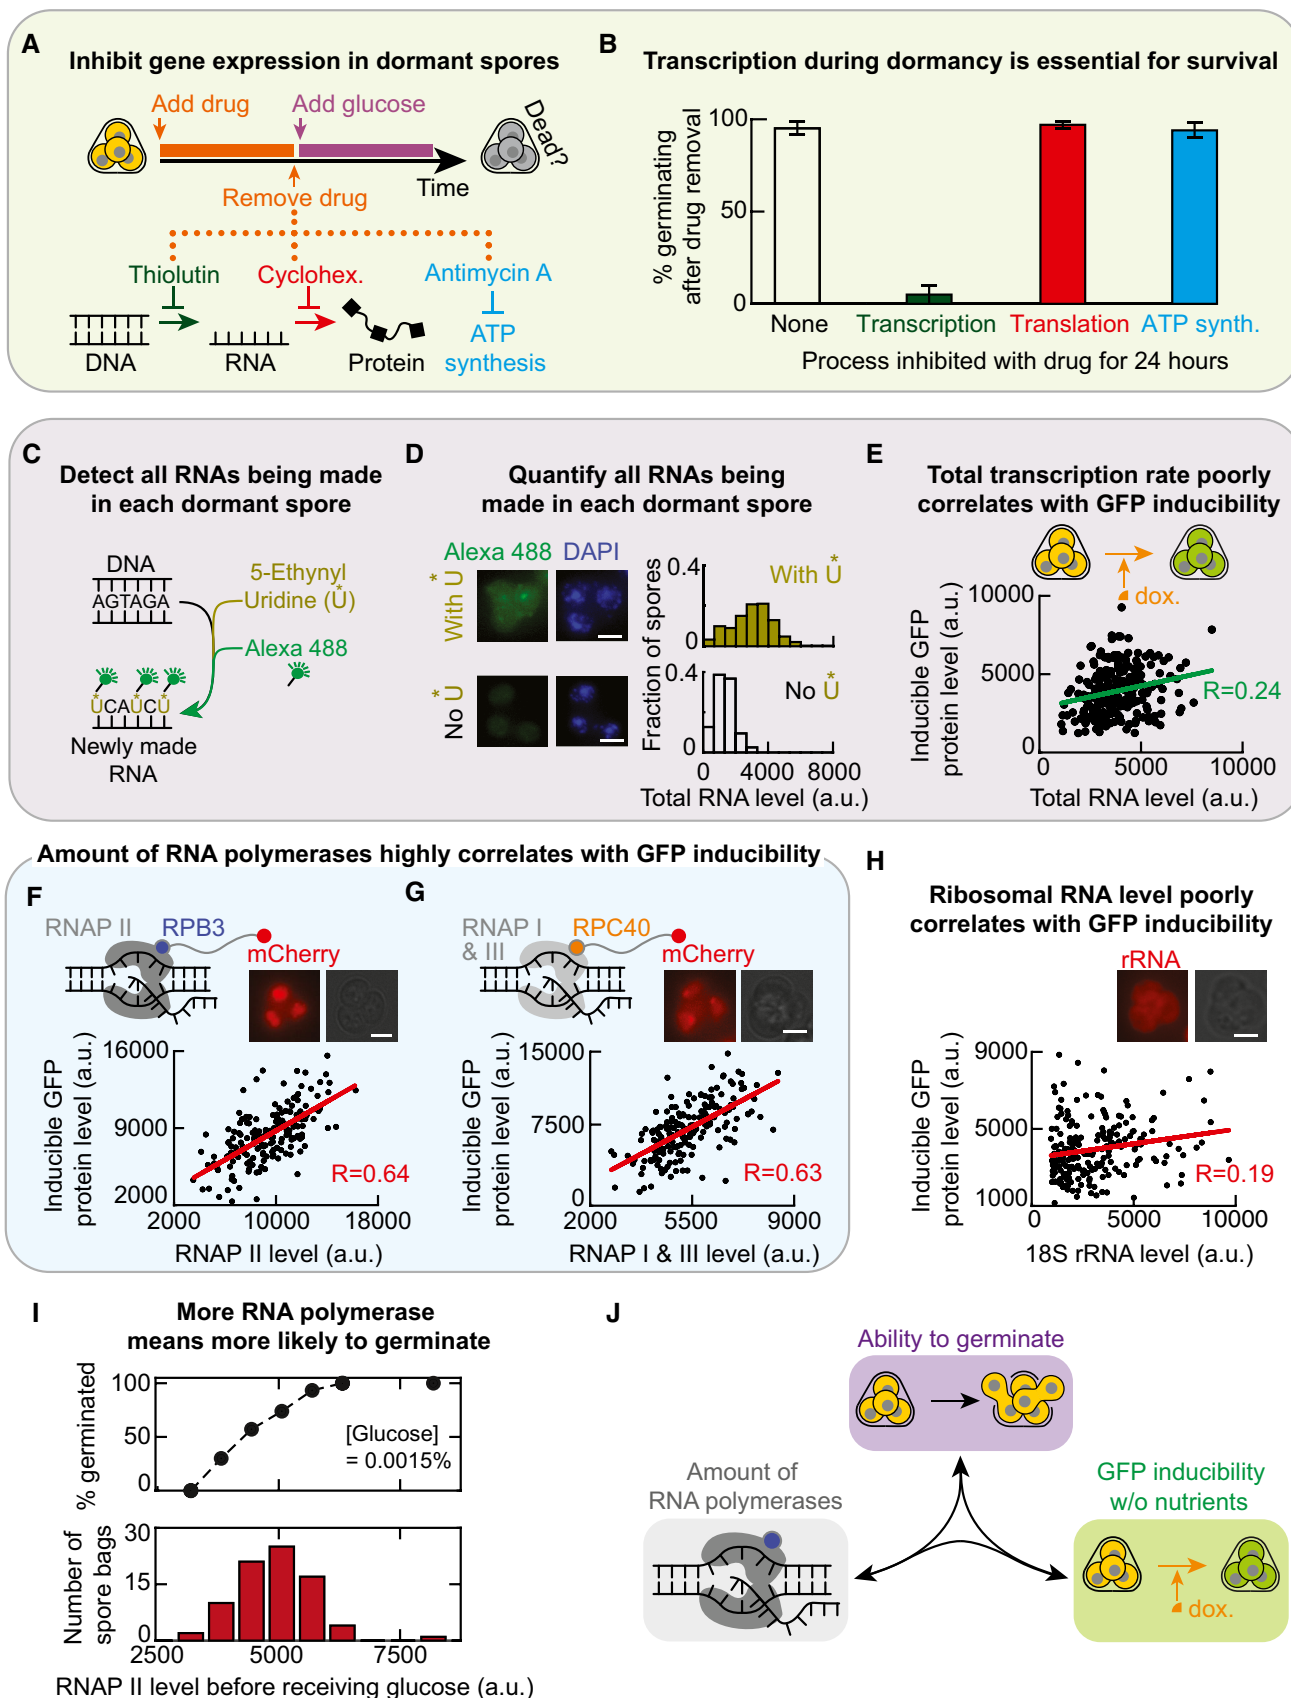 A
Inhibit gene expression in dormant spores
Add drug
Add glucose
Dead?
Time
Remove drug
Thiolutin
Cyclohex.
Antimycin A
DNA
RNA
Protein
ATP
synthesis
B
Transcription during dormancy is essential for survival
% germinating
after drug removal
100
50
0
None
Transcription
Translation
ATP synth.
Process inhibited with drug for 24 hours
C
Detect all RNAs being made
in each dormant spore
DNA
AGTAGA
5-Ethynyl
Uridine (U*)
Alexa 488
U*CAU*CU*
Newly made
RNA
D
Quantify all RNAs being
made in each dormant spore
Alexa 488
DAPI
With U*
No U*
Fraction of spores
0.4
0
With U*
0.4
0
No U*
0
4000
8000
Total RNA level (a.u.)
E
Total transcription rate poorly
correlates with GFP inducibility
dox.
Inducible GFP
protein level (a.u.)
10000
5000
0
R=0.24
0
5000
10000
Total RNA level (a.u.)
Amount of RNA polymerases highly correlates with GFP inducibility
F
RNAP II
RPB3
mCherry
Inducible GFP
protein level (a.u.)
16000
9000
2000
R=0.64
2000
10000
18000
RNAP II level (a.u.)
G
RNAP I
& III
RPC40
mCherry
Inducible GFP
protein level (a.u.)
15000
7500
0
R=0.63
2000
5500
9000
RNAP I & III level (a.u.)
H
Ribosomal RNA level poorly
correlates with GFP inducibility
rRNA
Inducible GFP
protein level (a.u.)
9000
5000
1000
R=0.19
0
5000
10000
18S rRNA level (a.u.)
I
More RNA polymerase
means more likely to germinate
% germinated
100
50
0
[Glucose]
= 0.0015%
Number of
spore bags
30
15
0
2500
5000
7500
RNAP II level before receiving glucose (a.u.)
J
Ability to germinate
Amount of
RNA polymerases
GFP inducibility
w/o nutrients
dox.